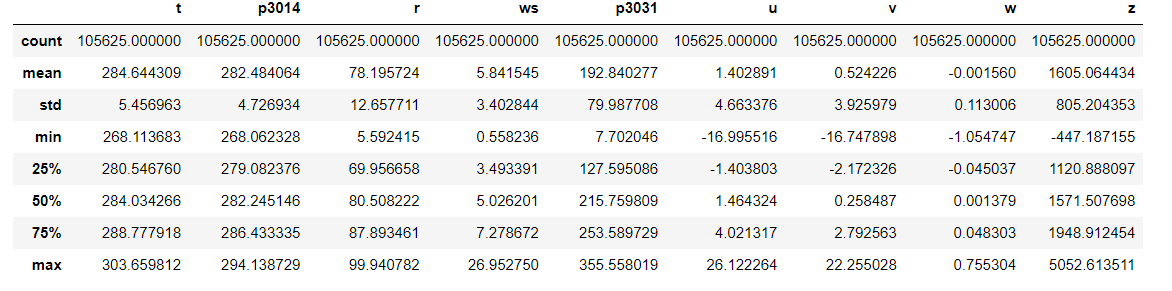 t p3014 r ws p3031 u v w z
count 105625.000000 105625.000000 105625.000000 105625.000000 105625.000000 105625.000000 105625.000000 105625.000000 105625.000000
mean 284.644309 282.484064 78.195724 5.841545 192.840277 1.402891 0.524226 -0.001560 1605.064434
std 5.456963 4.726934 12.657711 3.402844 79.987708 4.663376 3.925979 0.113006 805.204353
min 268.113683 268.062328 5.592415 0.558236 7.702046 -16.995516 -16.747898 -1.054747 -447.187155
25% 280.546760 279.082376 69.956658 3.493391 127.595086 -1.403803 -2.172326 -0.045037 1120.888097
50% 284.034266 282.245146 80.508222 5.026201 215.759809 1.464324 0.258487 0.001379 1571.507698
75% 288.777918 286.433335 87.893461 7.278672 253.589729 4.021317 2.792563 0.048303 1948.912454
max 303.659812 294.138729 99.940782 26.952750 355.558019 26.122264 22.255028 0.755304 5052.613511